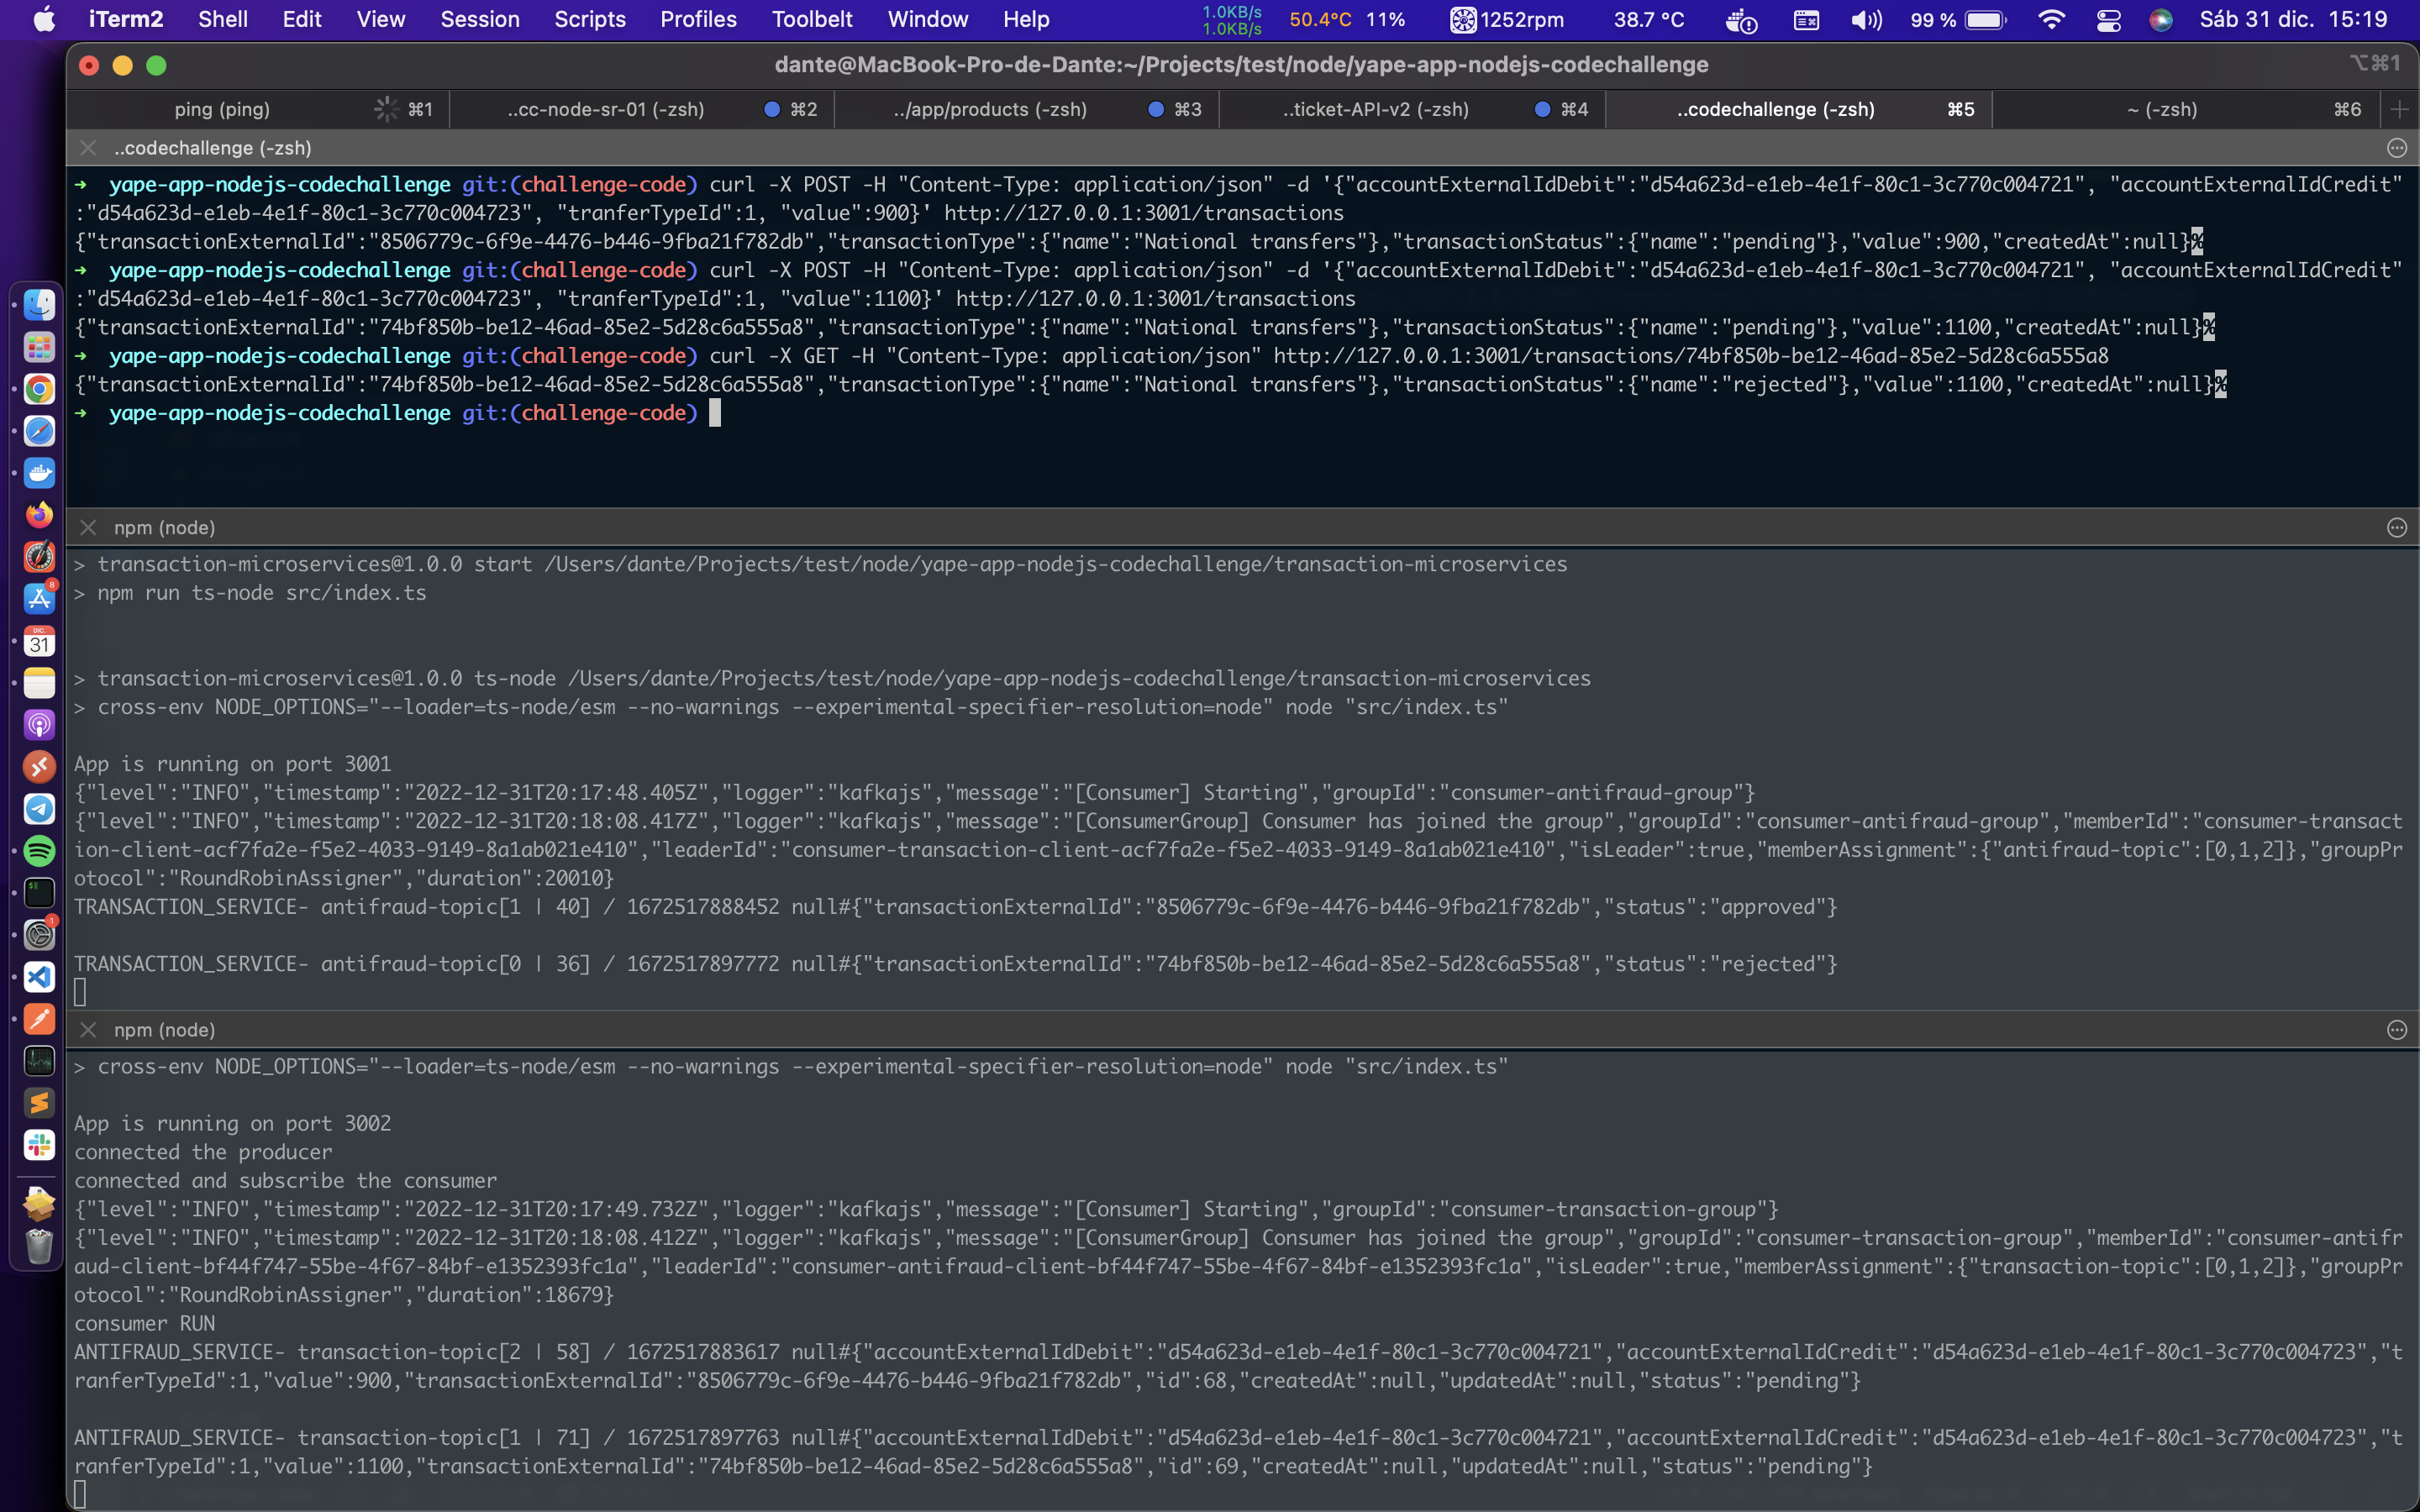 iTerm2 Shell Edit View Session Scripts Profiles Toolbelt Window Help 1.0KB/s 1.0KB/s 50.4°C 11% 1252rpm 38.7 °C 99 % Sáb 31 dic. 15:19
dante@MacBook-Pro-de-Dante:~/Projects/test/node/yape-app-nodejs-codechallenge ⌥⌘1
ping (ping) ⌘1 ..cc-node-sr-01 (-zsh) ⌘2 ../app/products (-zsh) ⌘3 ..ticket-API-v2 (-zsh) ⌘4 ..codechallenge (-zsh) ⌘5 ~ (-zsh) ⌘6
..codechallenge (-zsh)
➜ yape-app-nodejs-codechallenge git:(challenge-code) curl -X POST -H "Content-Type: application/json" -d '{"accountExternalIdDebit":"d54a623d-e1eb-4e1f-80c1-3c770c004721", "accountExternalIdCredit"
:"d54a623d-e1eb-4e1f-80c1-3c770c004723", "tranferTypeId":1, "value":900}' http://127.0.0.1:3001/transactions
{"transactionExternalId":"8506779c-6f9e-4476-b446-9fba21f782db","transactionType":{"name":"National transfers"},"transactionStatus":{"name":"pending"},"value":900,"createdAt":null}%
➜ yape-app-nodejs-codechallenge git:(challenge-code) curl -X POST -H "Content-Type: application/json" -d '{"accountExternalIdDebit":"d54a623d-e1eb-4e1f-80c1-3c770c004721", "accountExternalIdCredit"
:"d54a623d-e1eb-4e1f-80c1-3c770c004723", "tranferTypeId":1, "value":1100}' http://127.0.0.1:3001/transactions
{"transactionExternalId":"74bf850b-be12-46ad-85e2-5d28c6a555a8","transactionType":{"name":"National transfers"},"transactionStatus":{"name":"pending"},"value":1100,"createdAt":null}%
➜ yape-app-nodejs-codechallenge git:(challenge-code) curl -X GET -H "Content-Type: application/json" http://127.0.0.1:3001/transactions/74bf850b-be12-46ad-85e2-5d28c6a555a8
{"transactionExternalId":"74bf850b-be12-46ad-85e2-5d28c6a555a8","transactionType":{"name":"National transfers"},"transactionStatus":{"name":"rejected"},"value":1100,"createdAt":null}%
➜ yape-app-nodejs-codechallenge git:(challenge-code)
npm (node)
> transaction-microservices@1.0.0 start /Users/dante/Projects/test/node/yape-app-nodejs-codechallenge/transaction-microservices
> npm run ts-node src/index.ts
> transaction-microservices@1.0.0 ts-node /Users/dante/Projects/test/node/yape-app-nodejs-codechallenge/transaction-microservices
> cross-env NODE_OPTIONS="--loader=ts-node/esm --no-warnings --experimental-specifier-resolution=node" node "src/index.ts"
App is running on port 3001
{"level":"INFO","timestamp":"2022-12-31T20:17:48.405Z","logger":"kafkajs","message":"[Consumer] Starting","groupId":"consumer-antifraud-group"}
{"level":"INFO","timestamp":"2022-12-31T20:18:08.417Z","logger":"kafkajs","message":"[ConsumerGroup] Consumer has joined the group","groupId":"consumer-antifraud-group","memberId":"consumer-transact
ion-client-acf7fa2e-f5e2-4033-9149-8a1ab021e410","leaderId":"consumer-transaction-client-acf7fa2e-f5e2-4033-9149-8a1ab021e410","isLeader":true,"memberAssignment":{"antifraud-topic":[0,1,2]},"groupPr
otocol":"RoundRobinAssigner","duration":20010}
TRANSACTION_SERVICE- antifraud-topic[1 | 40] / 1672517888452 null#{"transactionExternalId":"8506779c-6f9e-4476-b446-9fba21f782db","status":"approved"}
TRANSACTION_SERVICE- antifraud-topic[0 | 36] / 1672517897772 null#{"transactionExternalId":"74bf850b-be12-46ad-85e2-5d28c6a555a8","status":"rejected"}
npm (node)
> cross-env NODE_OPTIONS="--loader=ts-node/esm --no-warnings --experimental-specifier-resolution=node" node "src/index.ts"
App is running on port 3002
connected the producer
connected and subscribe the consumer
{"level":"INFO","timestamp":"2022-12-31T20:17:49.732Z","logger":"kafkajs","message":"[Consumer] Starting","groupId":"consumer-transaction-group"}
{"level":"INFO","timestamp":"2022-12-31T20:18:08.412Z","logger":"kafkajs","message":"[ConsumerGroup] Consumer has joined the group","groupId":"consumer-transaction-group","memberId":"consumer-antifr
aud-client-bf44f747-55be-4f67-84bf-e1352393fc1a","leaderId":"consumer-antifraud-client-bf44f747-55be-4f67-84bf-e1352393fc1a","isLeader":true,"memberAssignment":{"transaction-topic":[0,1,2]},"groupPr
otocol":"RoundRobinAssigner","duration":18679}
consumer RUN
ANTIFRAUD_SERVICE- transaction-topic[2 | 58] / 1672517883617 null#{"accountExternalIdDebit":"d54a623d-e1eb-4e1f-80c1-3c770c004721","accountExternalIdCredit":"d54a623d-e1eb-4e1f-80c1-3c770c004723","t
ranferTypeId":1,"value":900,"transactionExternalId":"8506779c-6f9e-4476-b446-9fba21f782db","id":68,"createdAt":null,"updatedAt":null,"status":"pending"}
ANTIFRAUD_SERVICE- transaction-topic[1 | 71] / 1672517897763 null#{"accountExternalIdDebit":"d54a623d-e1eb-4e1f-80c1-3c770c004721","accountExternalIdCredit":"d54a623d-e1eb-4e1f-80c1-3c770c004723","t
ranferTypeId":1,"value":1100,"transactionExternalId":"74bf850b-be12-46ad-85e2-5d28c6a555a8","id":69,"createdAt":null,"updatedAt":null,"status":"pending"}
8
DIC.
31
1